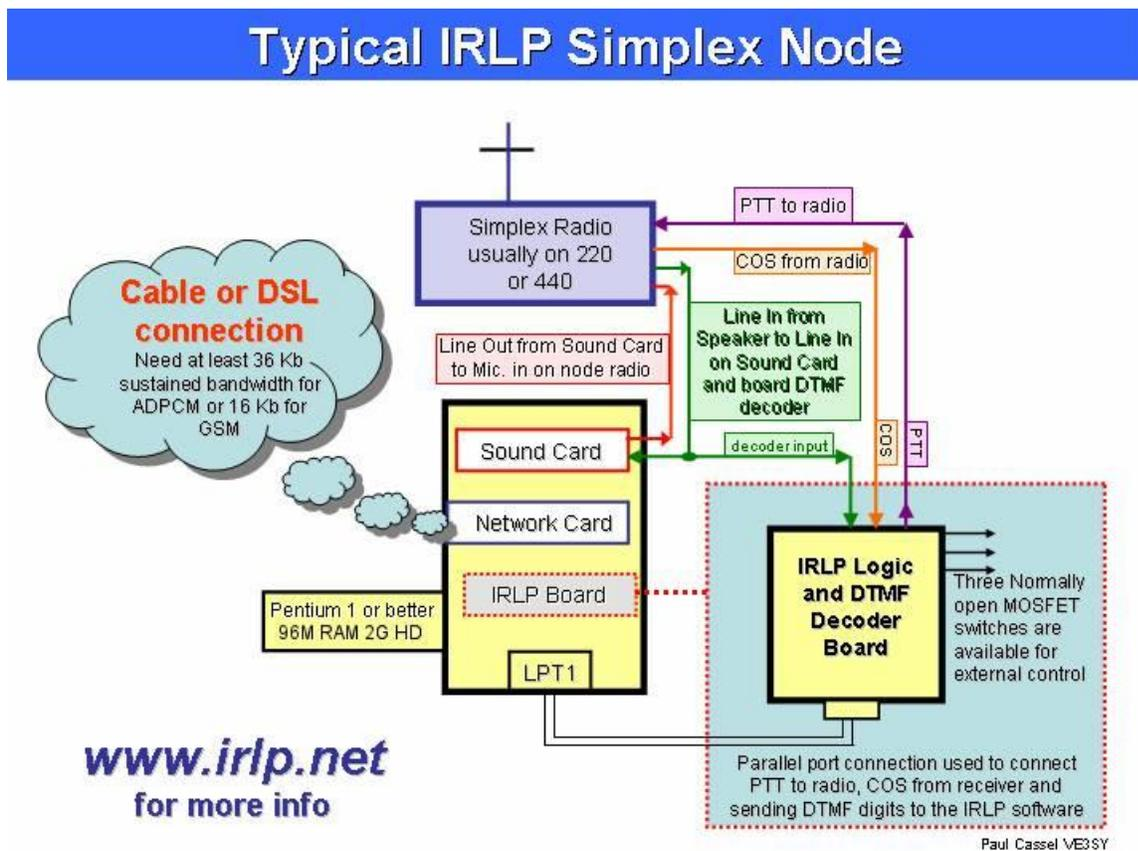 Typical IRLP Simplex Node
PTT to radio
Simplex Radio
usually on 220
or 440
COS from radio
Cable or DSL
connection
Need at least 36 Kb
sustained bandwidth for
ADPCM or 16 Kb for
GSM
Line Out from Sound Card
to Mic. in on node radio
Line In from
Speaker to Line In
on Sound Card
and board DTMF
decoder
Sound Card
decoder input
COS
PTT
Network Card
IRLP Board
Pentium 1 or better
96M RAM 2G HD
LPT1
IRLP Logic
and DTMF
Decoder
Board
Three Normally
open MOSFET
switches are
available for
external control
Parallel port connection used to connect
PTT to radio, COS from receiver and
sending DTMF digits to the IRLP software
www.irlp.net
for more info
Paul Cassel VE3SY